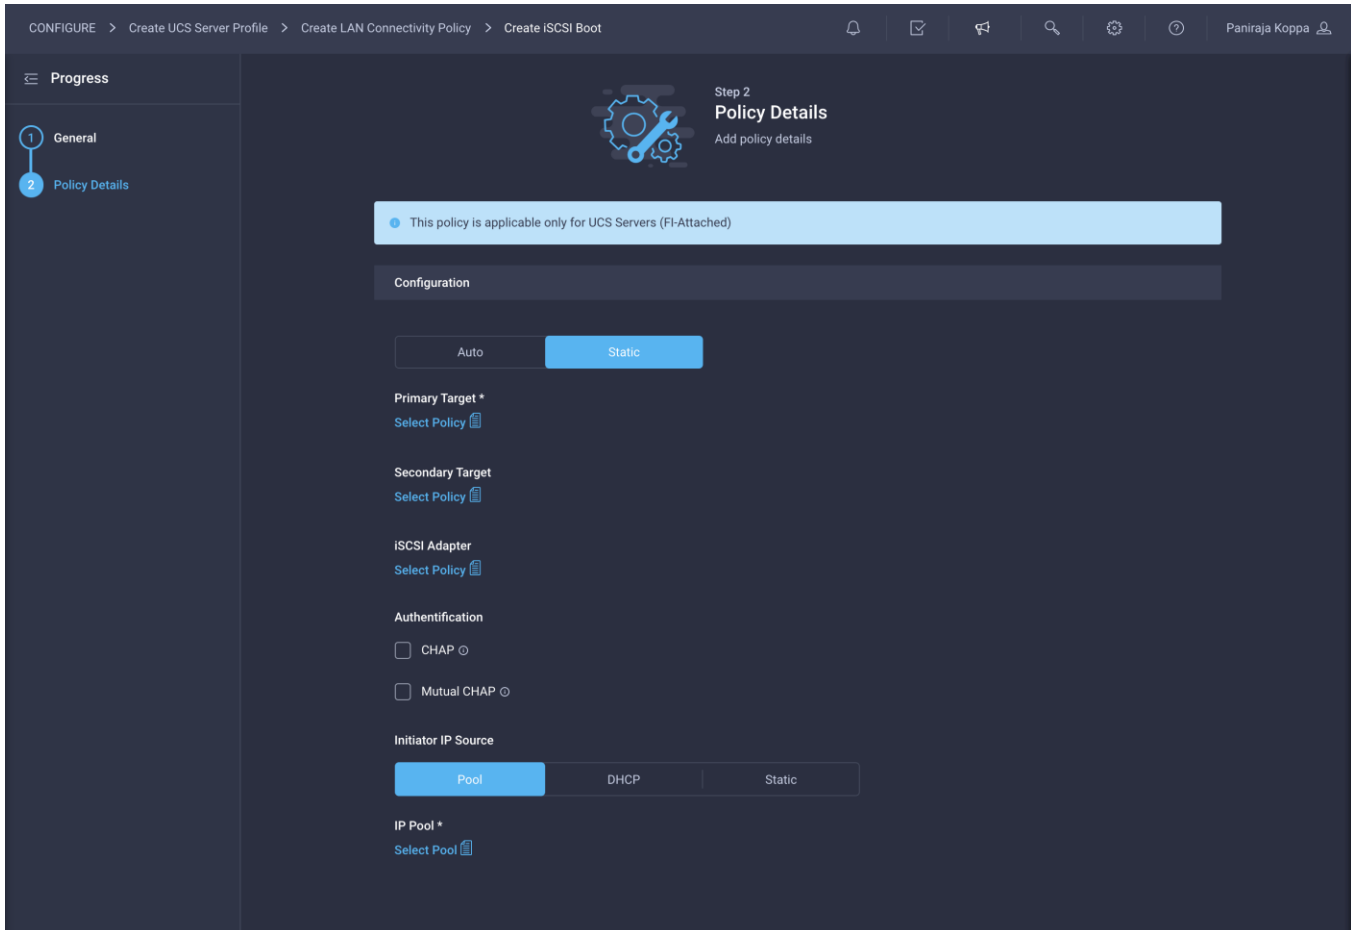 CONFIGURE > Create UCS Server Profile > Create LAN Connectivity Policy > Create iSCSI Boot
Paniraja Koppa
Progress
1 General
2 Policy Details
Step 2
Policy Details
Add policy details
This policy is applicable only for UCS Servers (FI-Attached)
Configuration
Auto Static
Primary Target *
Select Policy
Secondary Target
Select Policy
iSCSI Adapter
Select Policy
Authentification
CHAP
Mutual CHAP
Initiator IP Source
Pool DHCP Static
IP Pool *
Select Pool